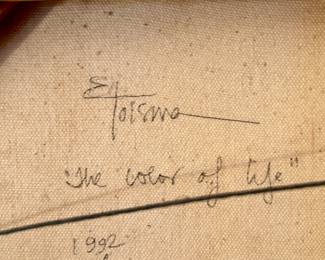 "The color of life"
1992